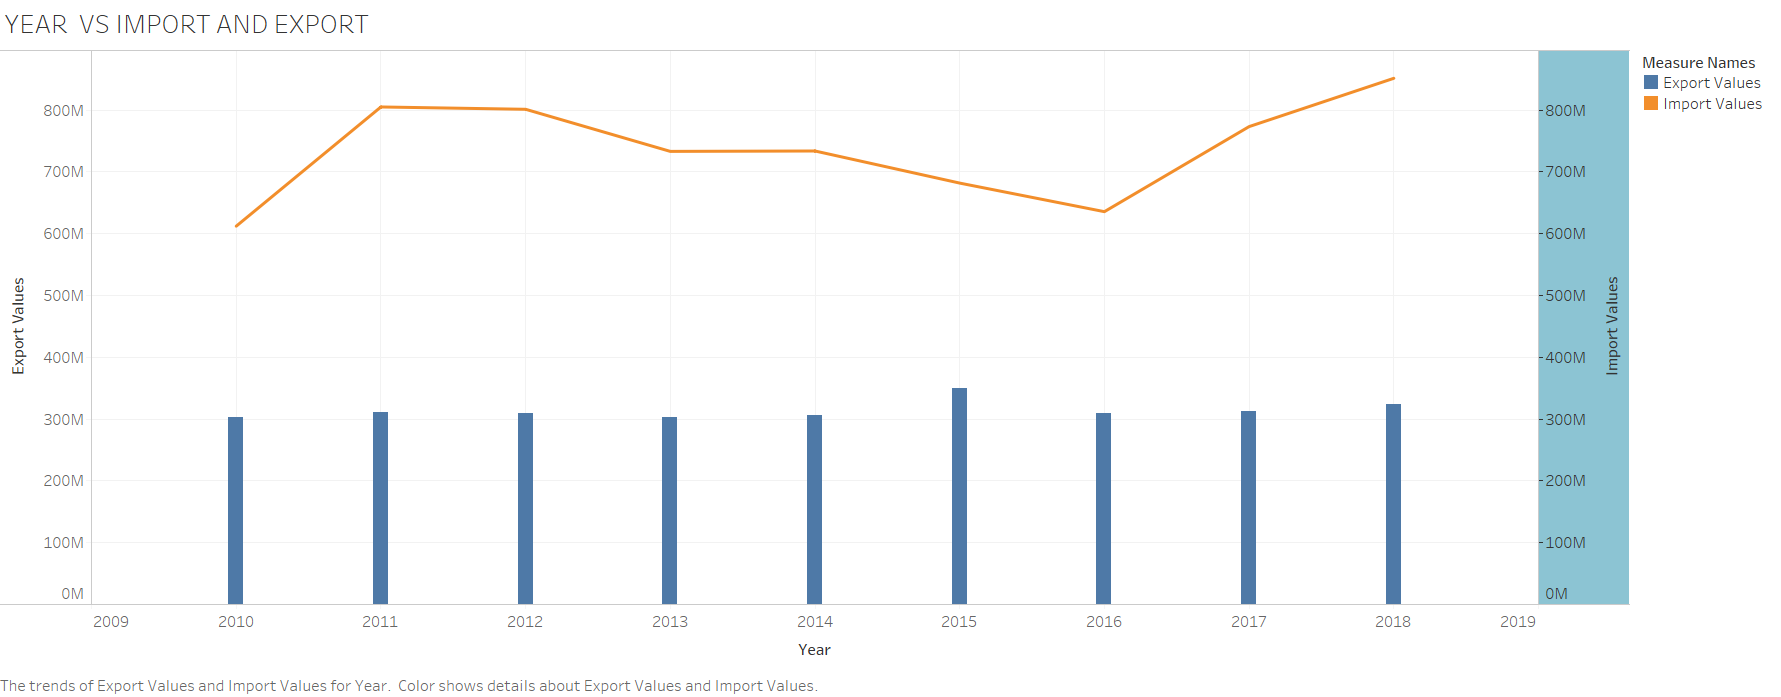 YEAR  VS IMPORT AND EXPORT
Measure Names
Export Values
Import Values
Export Values
800M
700M
600M
500M
400M
300M
200M
100M
0M
800M
700M
600M
500M
400M
300M
200M
100M
0M
Import Values
2009 2010 2011 2012 2013 2014 2015 2016 2017 2018 2019
Year
The trends of Export Values and Import Values for Year.  Color shows details about Export Values and Import Values.